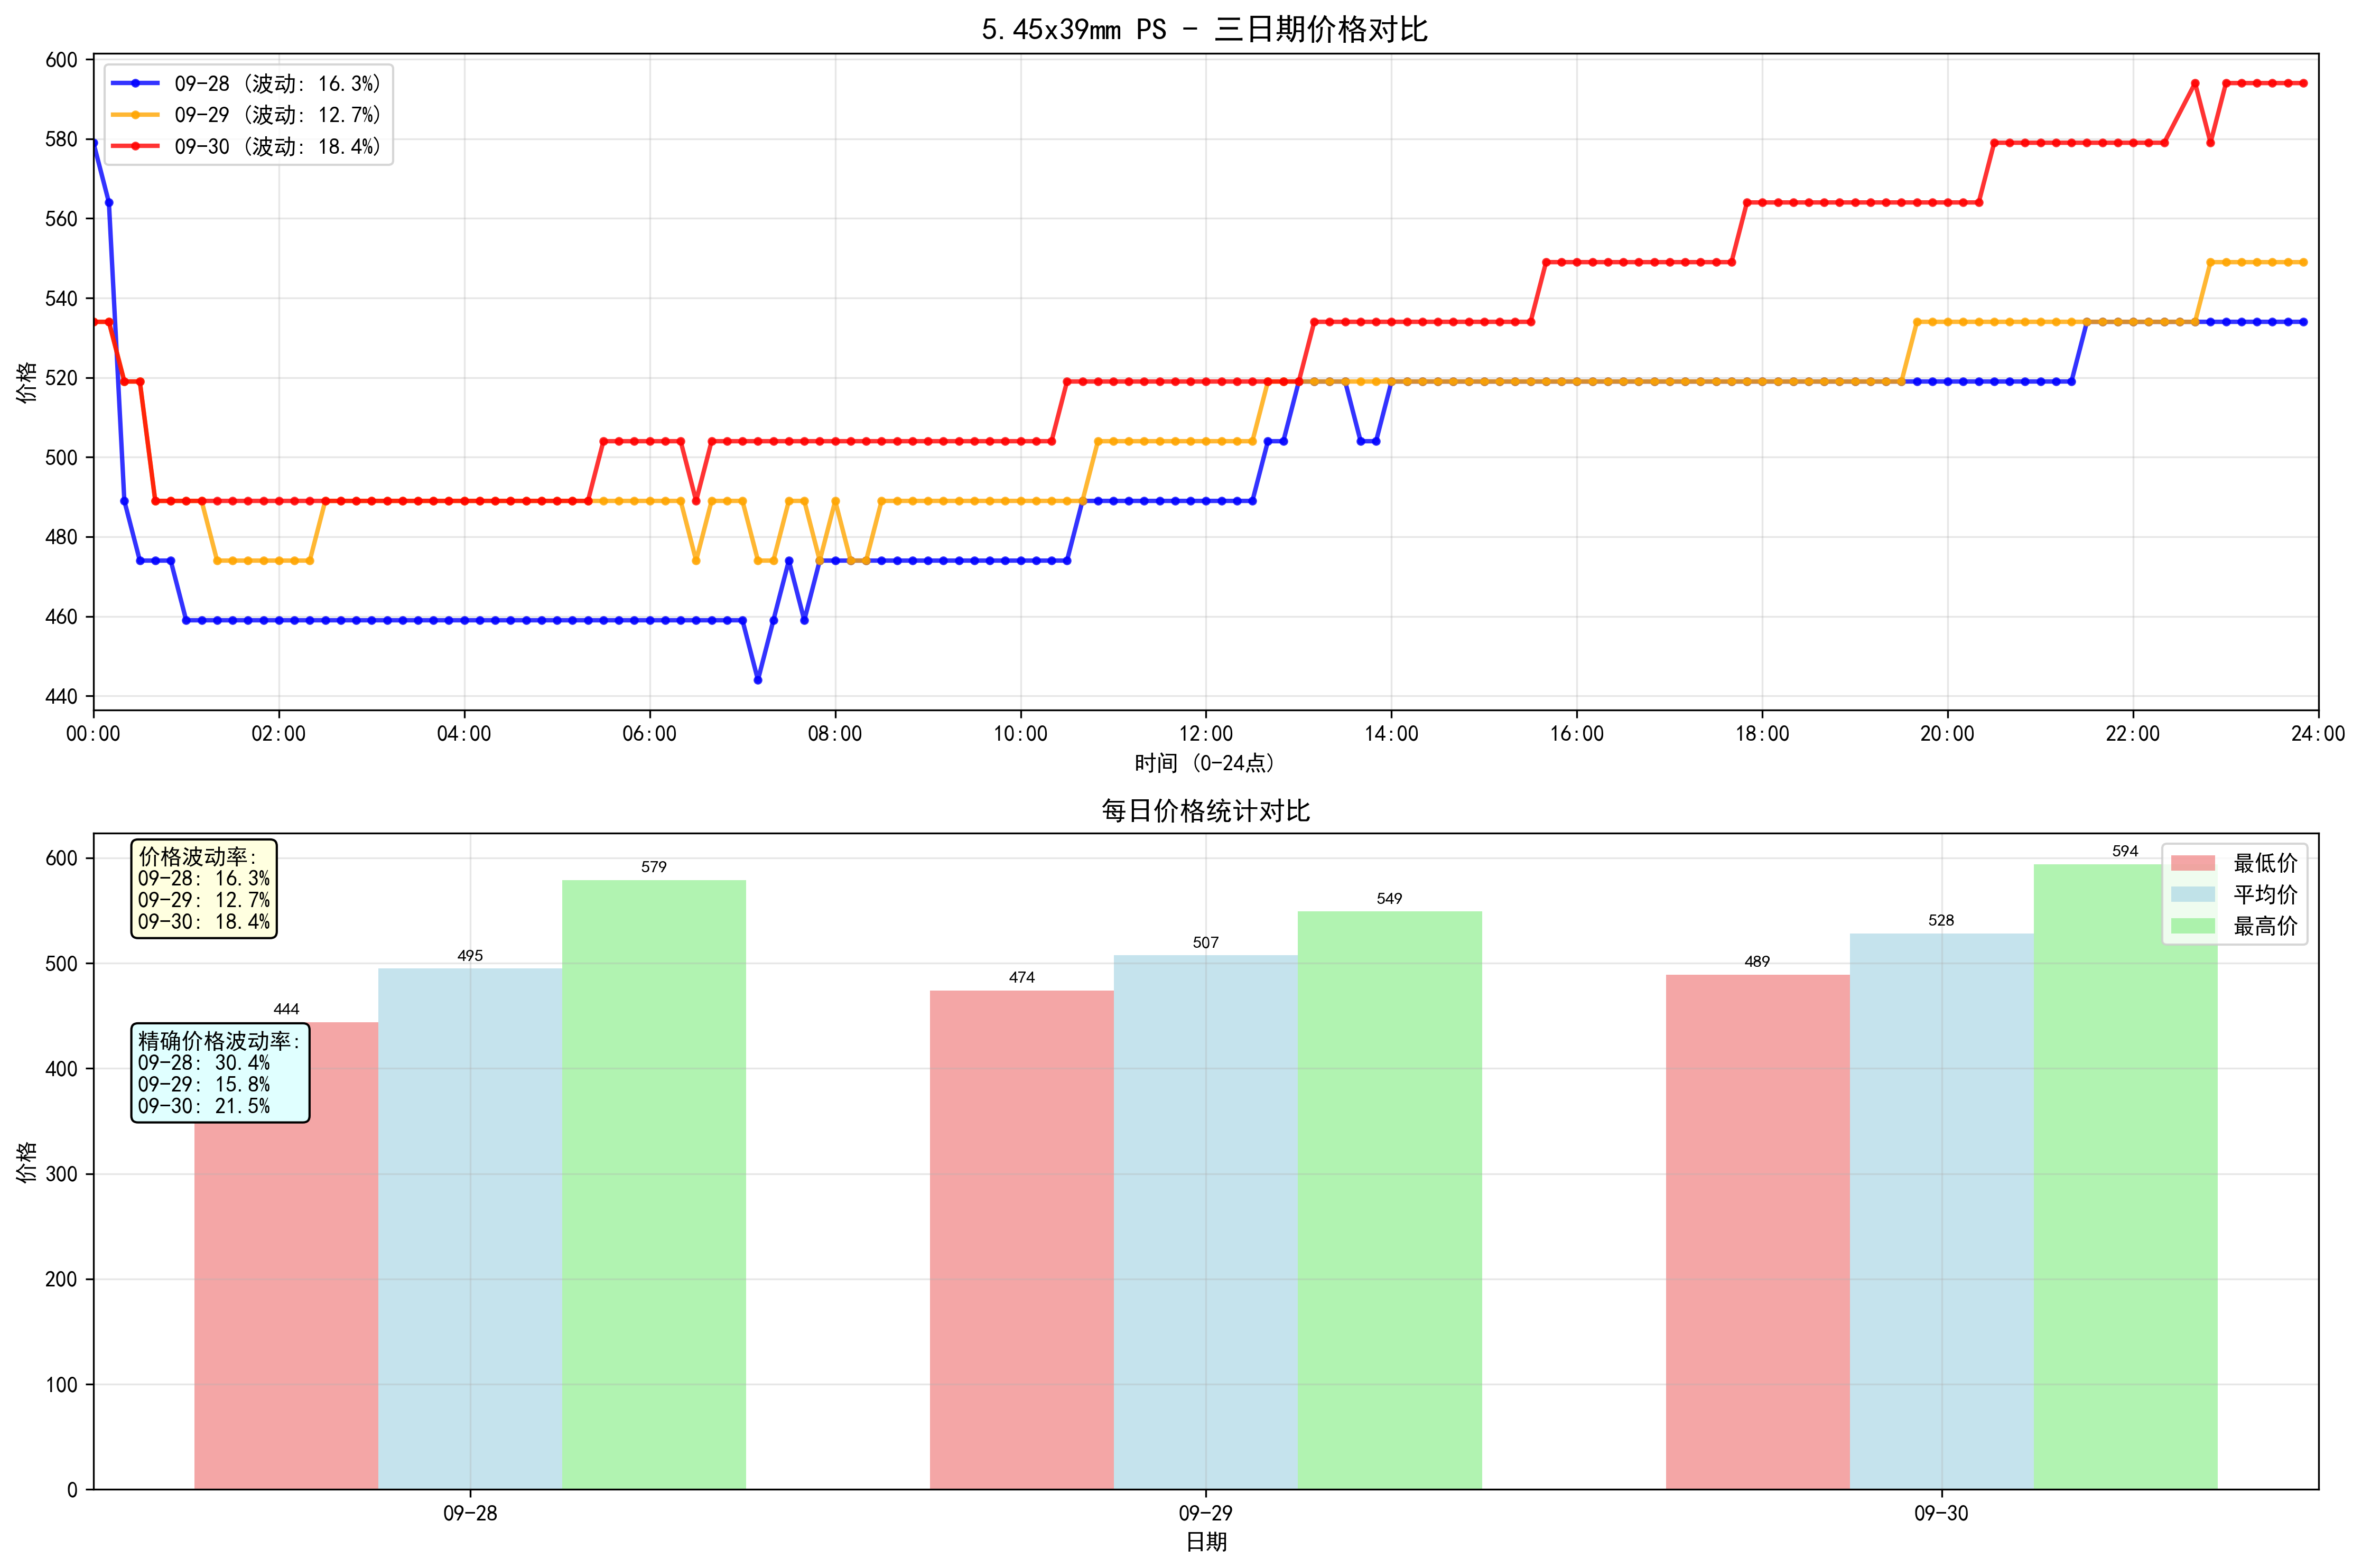 5.45x39mm PS - 三日期价格对比
600
580
560
540
520
500
480
460
440
价格
09-28 (波动: 16.3%)
09-29 (波动: 12.7%)
09-30 (波动: 18.4%)
00:00 02:00 04:00 06:00 08:00 10:00 12:00 14:00 16:00 18:00 20:00 22:00 24:00
时间 (0-24点)
每日价格统计对比
600
500
400
300
200
100
0
价格
价格波动率:
09-28: 16.3%
09-29: 12.7%
09-30: 18.4%
精确价格波动率:
09-28: 30.4%
09-29: 15.8%
09-30: 21.5%
444 495 579 474 507 549 489 528 594
最低价
平均价
最高价
09-28 09-29 09-30
日期